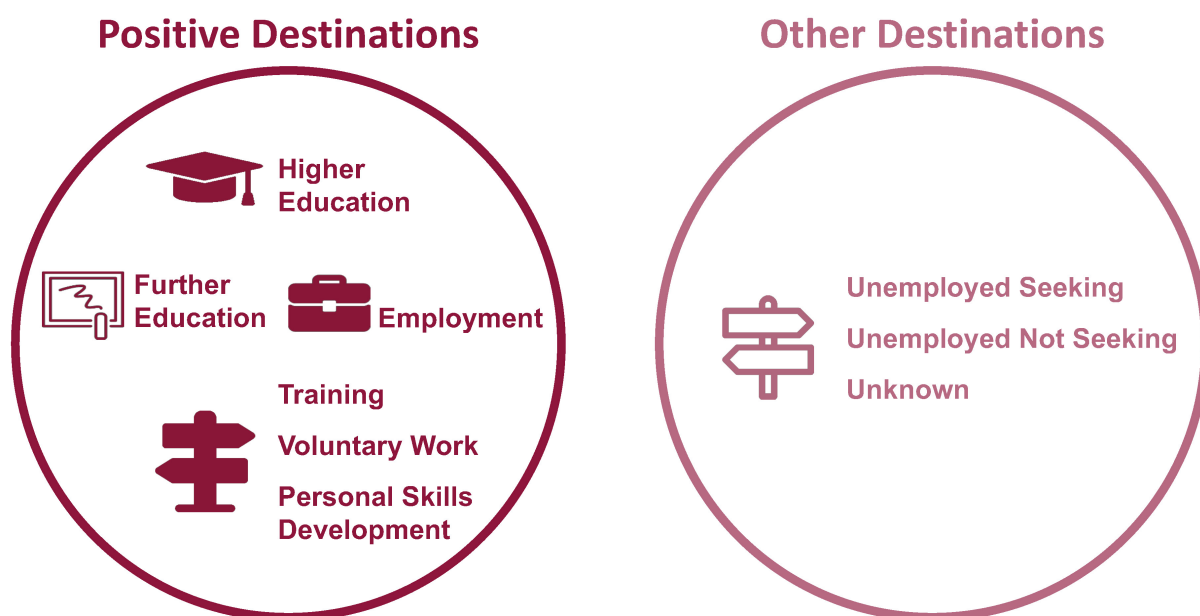 Positive Destinations
Higher
Education
Further
Education
Employment
Training
Voluntary Work
Personal Skills
Development
Other Destinations
Unemployed Seeking
Unemployed Not Seeking
Unknown